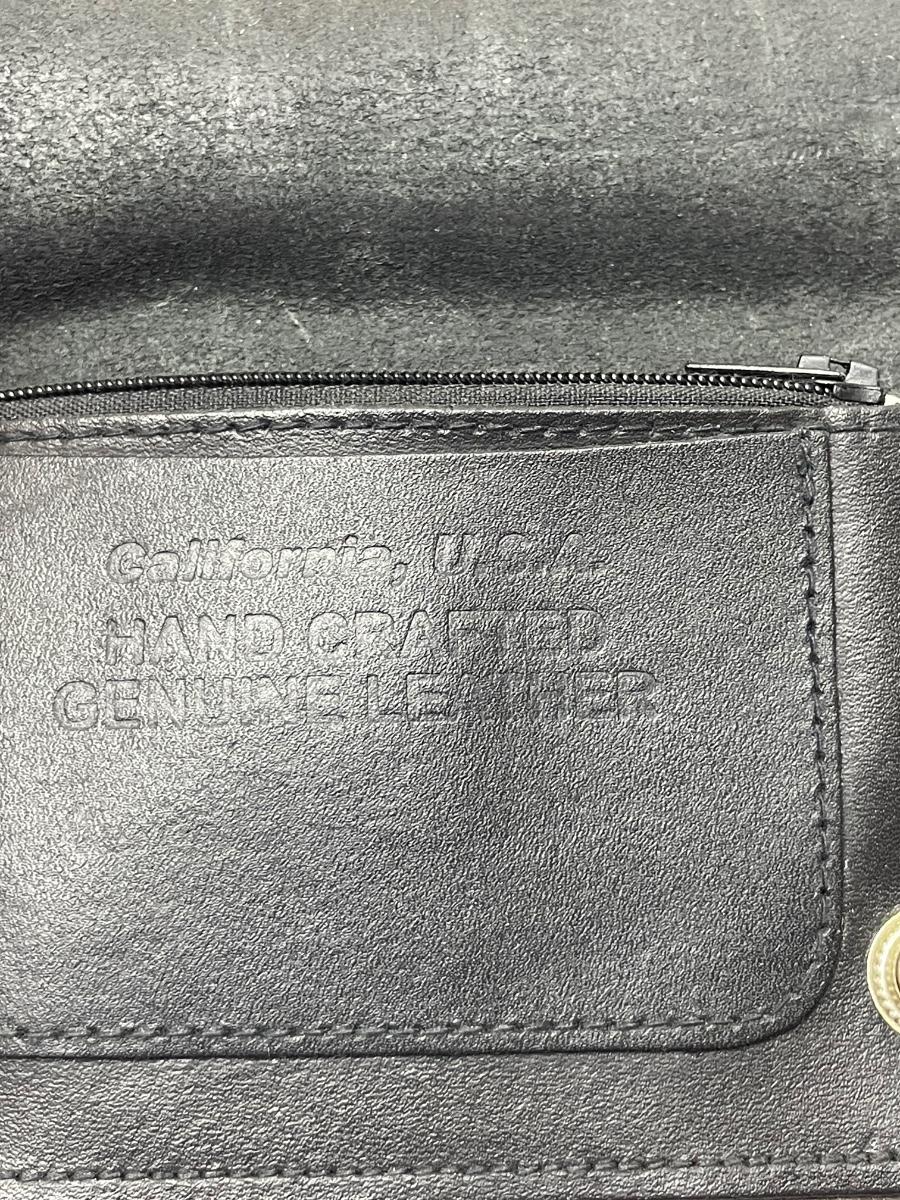 California, U.S.A.
HAND CRAFTED
GENUINE LEATHER